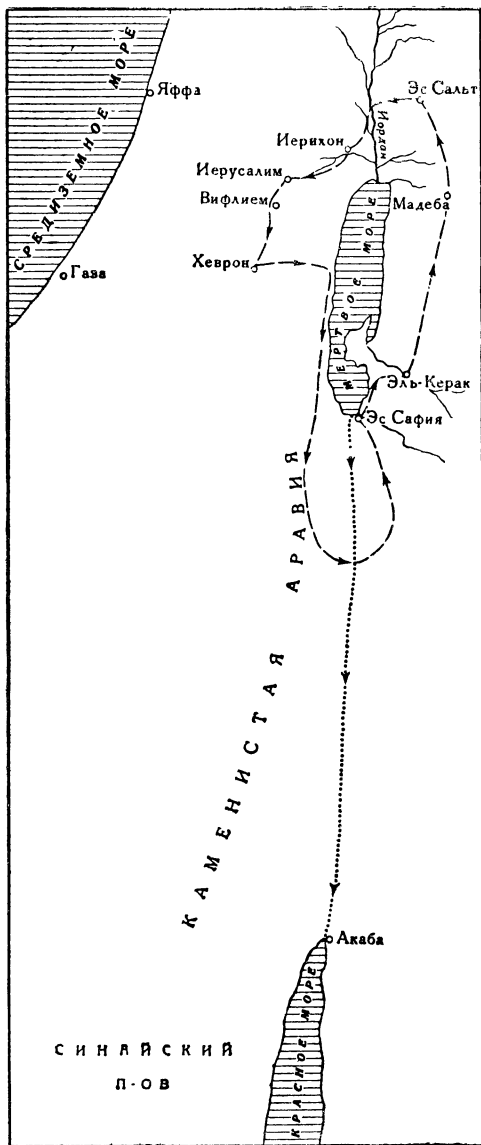 СРЕДИЗЕМНОЕ МОРЕ
Яффа
Эс Сальт
Иордан
Иерихон
Иерусалим
Вифлием
Мадеба
Хеврон
Газа
МЕРТВОЕ МОРЕ
Эль-Керак
Эс Сафия
КАМЕНИСТАЯ АРАВИЯ
Акаба
КРАСНОЕ МОРЕ
СИНАЙСКИЙ
П-ОВ